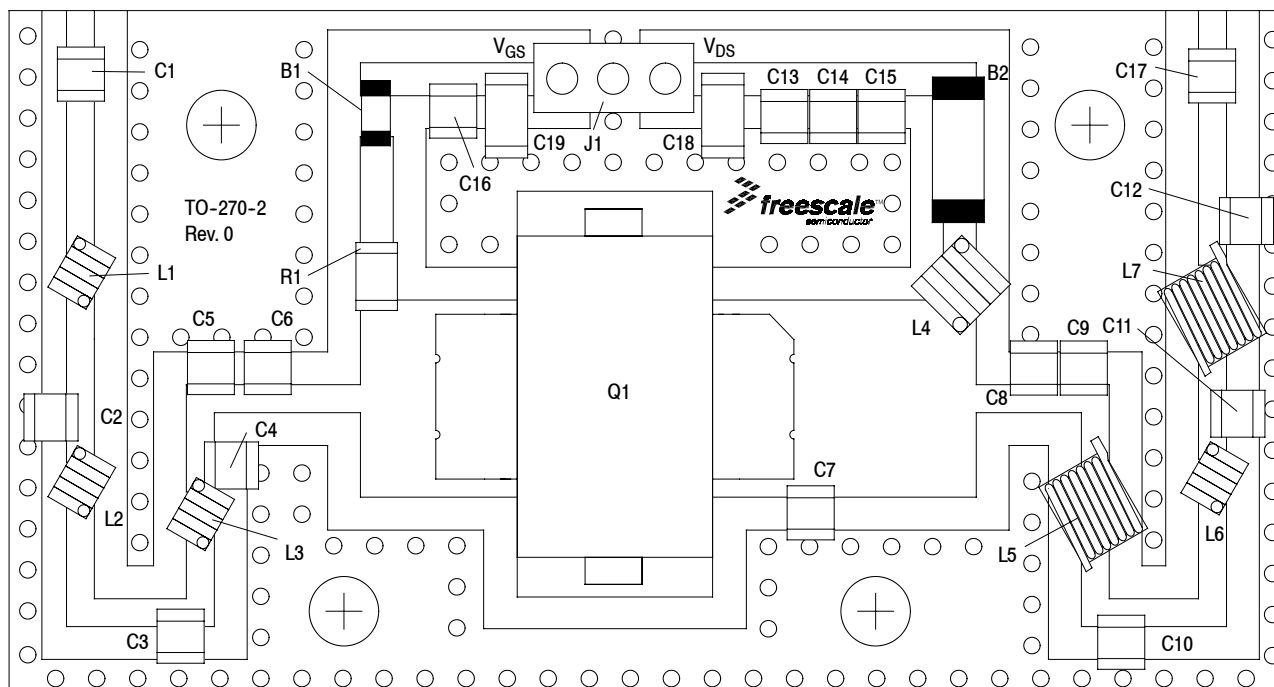 VGS
VDS
C1
B1
C13
C14
C15
B2
C17
C19
J1
C18
C16
C12
freescale™
semiconductor
TO-270-2
Rev. 0
L1
R1
L7
C5
C6
L4
C11
C9
Q1
C8
C2
C4
C7
L2
L3
L5
L6
C3
C10